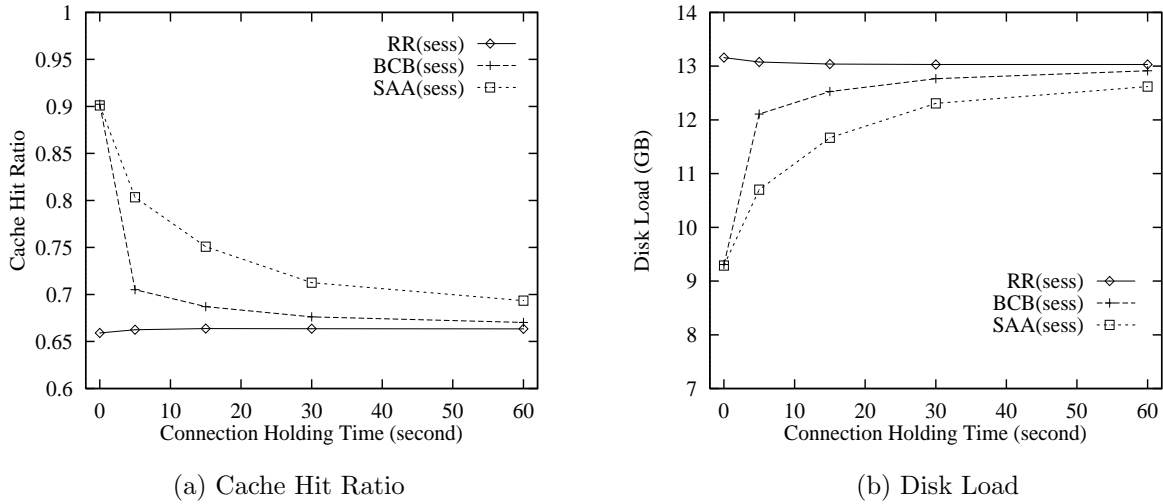 1
0.95
0.9
0.85
0.8
0.75
0.7
0.65
0.6
Cache Hit Ratio
RR(sess)
BCB(sess)
SAA(sess)
0 10 20 30 40 50 60
Connection Holding Time (second)
(a) Cache Hit Ratio
14
13
12
11
10
9
8
7
Disk Load (GB)
RR(sess)
BCB(sess)
SAA(sess)
0 10 20 30 40 50 60
Connection Holding Time (second)
(b) Disk Load